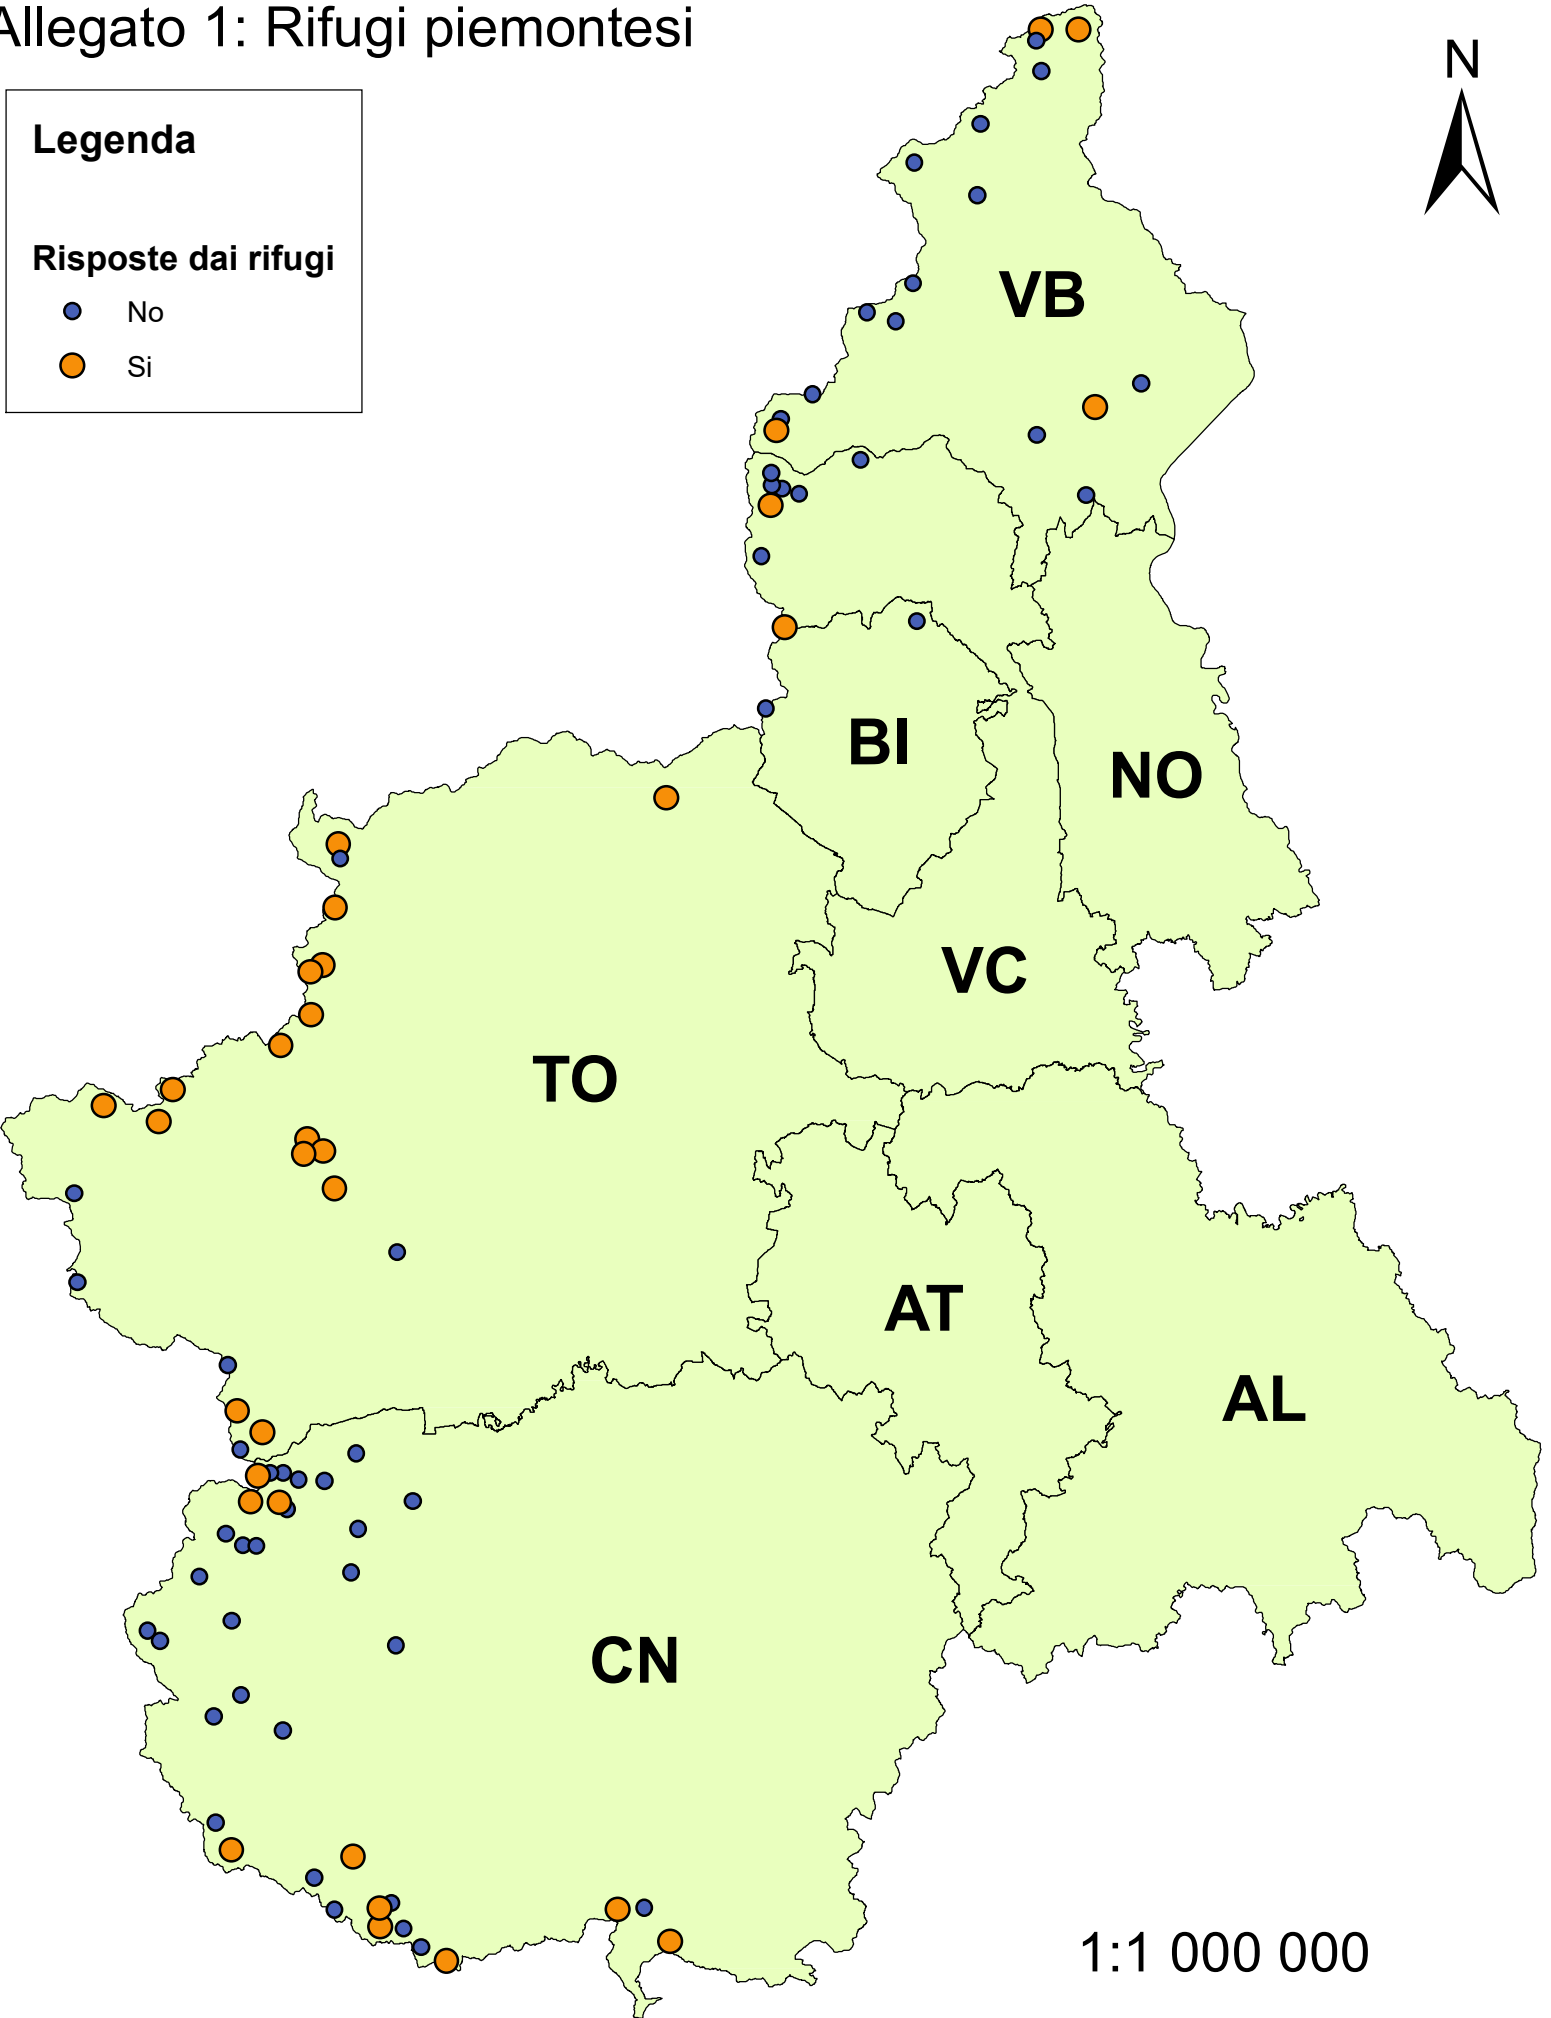 Allegato 1: Rifugi piemontesi
N
Legenda
Risposte dai rifugi
No
Si
VB
BI
NO
VC
TO
AT
AL
CN
1:1 000 000